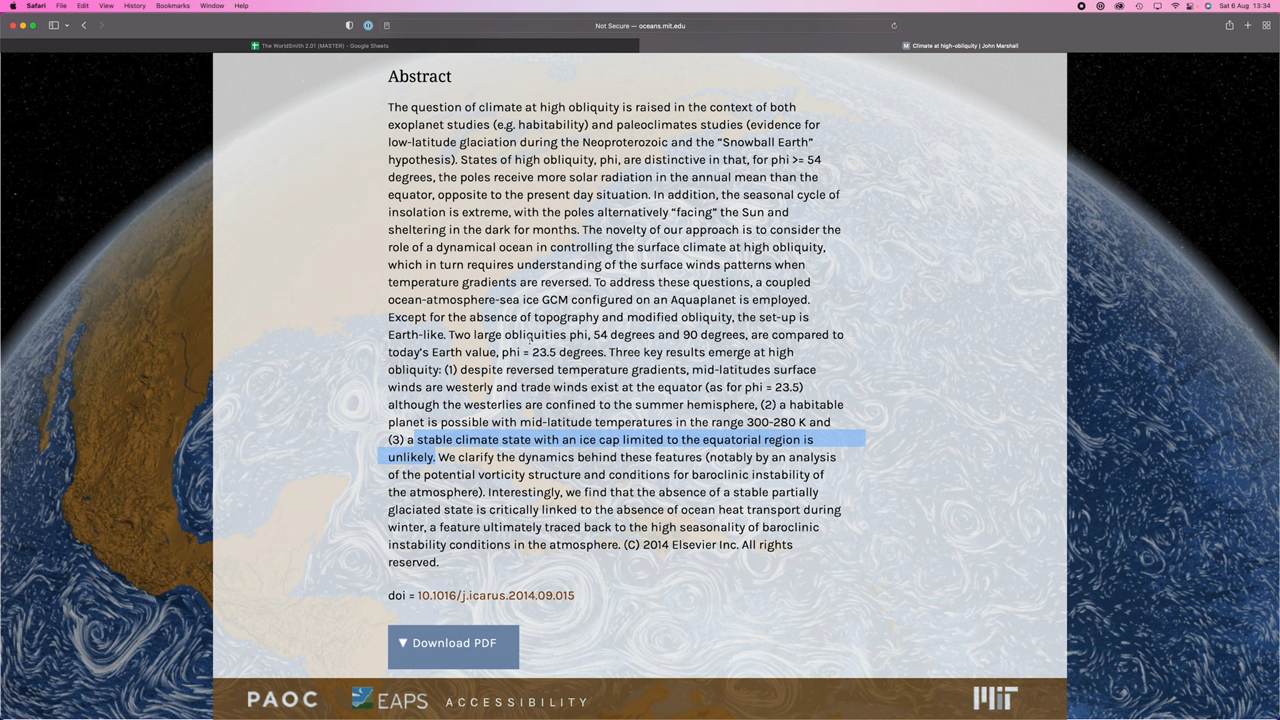 Safari File Edit View History Bookmarks Window Help Sat 6 Aug 13:34
Not Secure — oceans.mit.edu
The WorldSmith 2.01 (MASTER) - Google Sheets
M Climate at high-obliquity | John Marshall
Abstract
The question of climate at high obliquity is raised in the context of both
exoplanet studies (e.g. habitability) and paleoclimates studies (evidence for
low-latitude glaciation during the Neoproterozoic and the “Snowball Earth”
hypothesis). States of high obliquity, phi, are distinctive in that, for phi >= 54
degrees, the poles receive more solar radiation in the annual mean than the
equator, opposite to the present day situation. In addition, the seasonal cycle of
insolation is extreme, with the poles alternatively “facing” the Sun and
sheltering in the dark for months. The novelty of our approach is to consider the
role of a dynamical ocean in controlling the surface climate at high obliquity,
which in turn requires understanding of the surface winds patterns when
temperature gradients are reversed. To address these questions, a coupled
ocean-atmosphere-sea ice GCM configured on an Aquaplanet is employed.
Except for the absence of topography and modified obliquity, the set-up is
Earth-like. Two large obliquities phi, 54 degrees and 90 degrees, are compared to
today’s Earth value, phi = 23.5 degrees. Three key results emerge at high
obliquity: (1) despite reversed temperature gradients, mid-latitudes surface
winds are westerly and trade winds exist at the equator (as for phi = 23.5)
although the westerlies are confined to the summer hemisphere, (2) a habitable
planet is possible with mid-latitude temperatures in the range 300-280 K and
(3) a stable climate state with an ice cap limited to the equatorial region is
unlikely. We clarify the dynamics behind these features (notably by an analysis
of the potential vorticity structure and conditions for baroclinic instability of
the atmosphere). Interestingly, we find that the absence of a stable partially
glaciated state is critically linked to the absence of ocean heat transport during
winter, a feature ultimately traced back to the high seasonality of baroclinic
instability conditions in the atmosphere. (C) 2014 Elsevier Inc. All rights
reserved.
doi = 10.1016/j.icarus.2014.09.015
▼ Download PDF
PAOC EAPS ACCESSIBILITY MIT